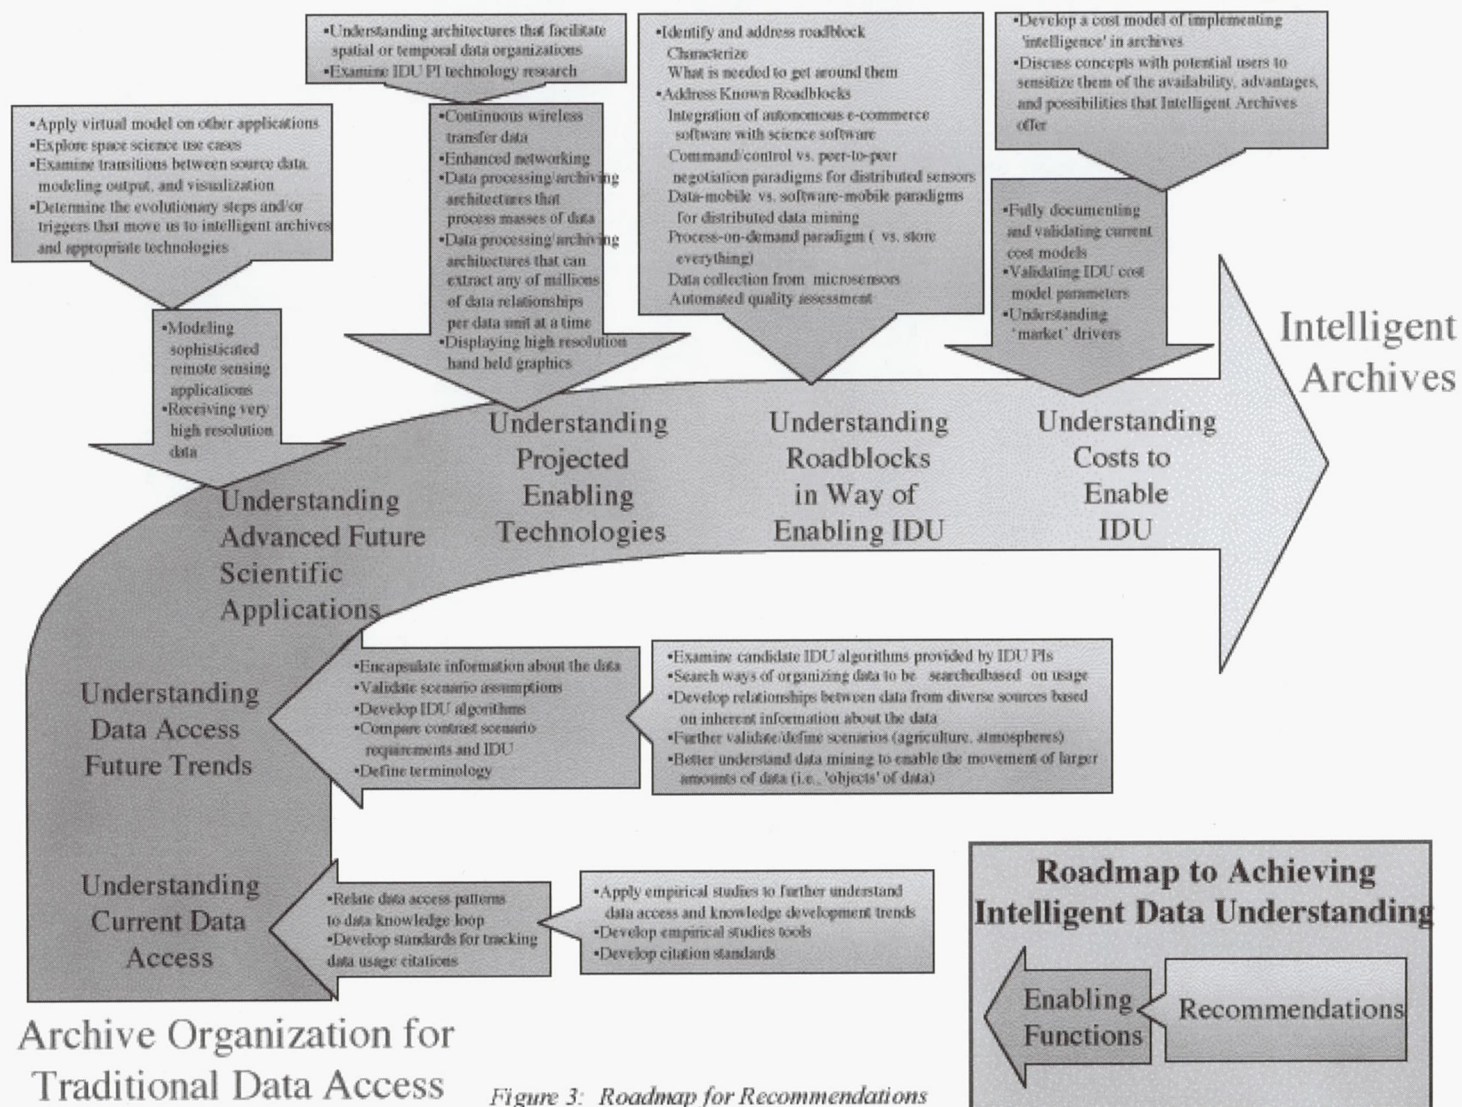 •Understanding architectures that facilitate
spatial or temporal data organizations
•Examine IDU PI technology research
•Identify and address roadblock
Characterize
What is needed to get around them
•Address Known Roadblocks
Integration of autonomous e-commerce
software with science software
Command/control vs. peer-to-peer
negotiation paradigms for distributed sensors
Data-mobile vs. software-mobile paradigms
for distributed data mining
Process-on-demand paradigm ( vs. store
everything)
Data collection from microsensors
Automated quality assessment
•Develop a cost model of implementing
'intelligence' in archives
•Discuss concepts with potential users to
sensitize them of the availability, advantages,
and possibilities that Intelligent Archives
offer
•Apply virtual model on other applications
•Explore space science use cases
•Examine transitions between source data,
modeling output, and visualization
•Determine the evolutionary steps and/or
triggers that move us to intelligent archives
and appropriate technologies
•Continuous wireless
transfer data
•Enhanced networking
•Data processing/archiving
architectures that
process masses of data
•Data processing/archiving
architectures that can
extract any of millions
of data relationships
per data unit at a time
•Displaying high resolution
hand held graphics
•Fully documenting
and validating current
cost models
•Validating IDU cost
model parameters
•Understanding
'market' drivers
•Modeling
sophisticated
remote sensing
applications
•Receiving very
high resolution
data
Intelligent
Archives
Understanding
Advanced Future
Scientific
Applications
Understanding
Projected
Enabling
Technologies
Understanding
Roadblocks
in Way of
Enabling IDU
Understanding
Costs to
Enable
IDU
Understanding
Data Access
Future Trends
•Encapsulate information about the data
•Validate scenario assumptions
•Develop IDU algorithms
•Compare contrast scenario
requirements and IDU
•Define terminology
•Examine candidate IDU algorithms provided by IDU PIs
•Search ways of organizing data to be searchedbased on usage
•Develop relationships between data from diverse sources based
on inherent information about the data
•Further validate/define scenarios (agriculture, atmospheres)
•Better understand data mining to enable the movement of larger
amounts of data (i.e., 'objects' of data)
Understanding
Current Data
Access
•Relate data access patterns
to data knowledge loop
•Develop standards for tracking
data usage citations
•Apply empirical studies to further understand
data access and knowledge development trends
•Develop empirical studies tools
•Develop citation standards
Roadmap to Achieving
Intelligent Data Understanding
Enabling
Functions
Recommendations
Archive Organization for
Traditional Data Access
Figure 3: Roadmap for Recommendations